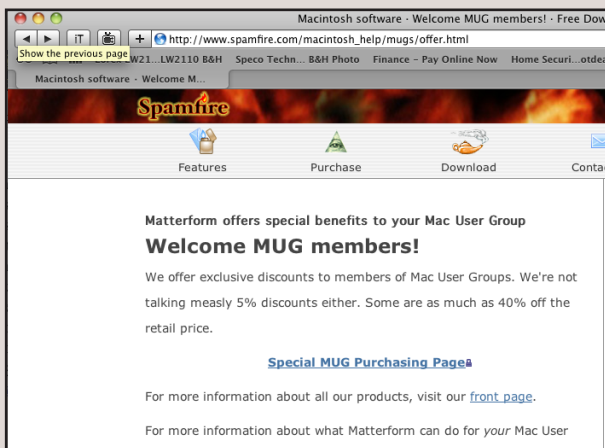 Macintosh software · Welcome MUG members! · Free Dow
iT
http://www.spamfire.com/macintosh_help/mugs/offer.html
Show the previous page
W21...LW2110 B&H Speco Techn... B&H Photo Finance – Pay Online Now Home Securi...otdea
Macintosh software · Welcome M...
Spamfire
Features Purchase Download Conta
Matterform offers special benefits to your Mac User Group
Welcome MUG members!
We offer exclusive discounts to members of Mac User Groups. We're not
talking measly 5% discounts either. Some are as much as 40% off the
retail price.
Special MUG Purchasing Page
For more information about all our products, visit our front page.
For more information about what Matterform can do for your Mac User